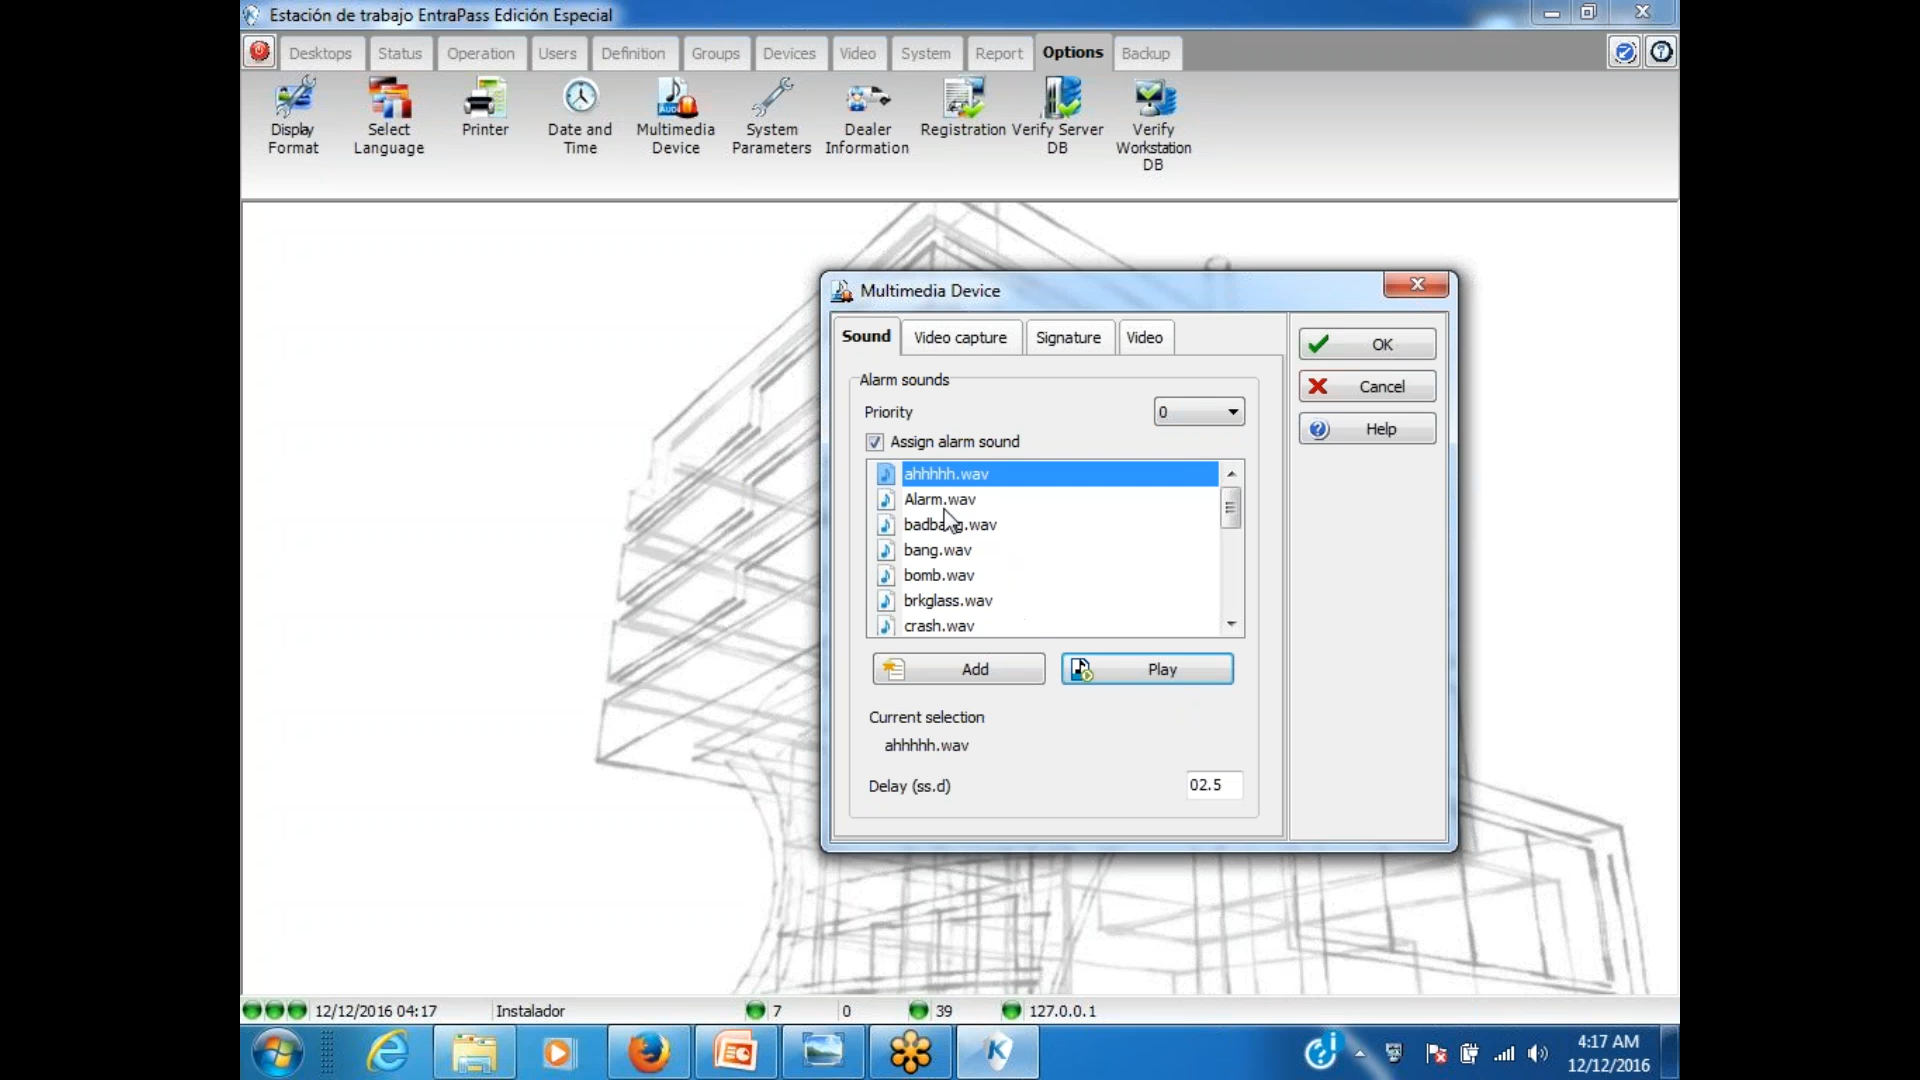 Estación de trabajo EntraPass Edición Especial
Desktops Status Operation Users Definition Groups Devices Video System Report Options Backup
Display Format
Select Language
Printer
Date and Time
Multimedia Device
System Parameters
Dealer Information
Registration
Verify Server DB
Verify Workstation DB
Multimedia Device
Sound Video capture Signature Video
OK
Cancel
Help
Alarm sounds
Priority 0
Assign alarm sound
ahhhhh.wav
Alarm.wav
badbang.wav
bang.wav
bomb.wav
brkglass.wav
crash.wav
Add Play
Current selection
ahhhhh.wav
Delay (ss.d) 02.5
12/12/2016 04:17 Instalador 7 0 39 127.0.0.1
4:17 AM
12/12/2016